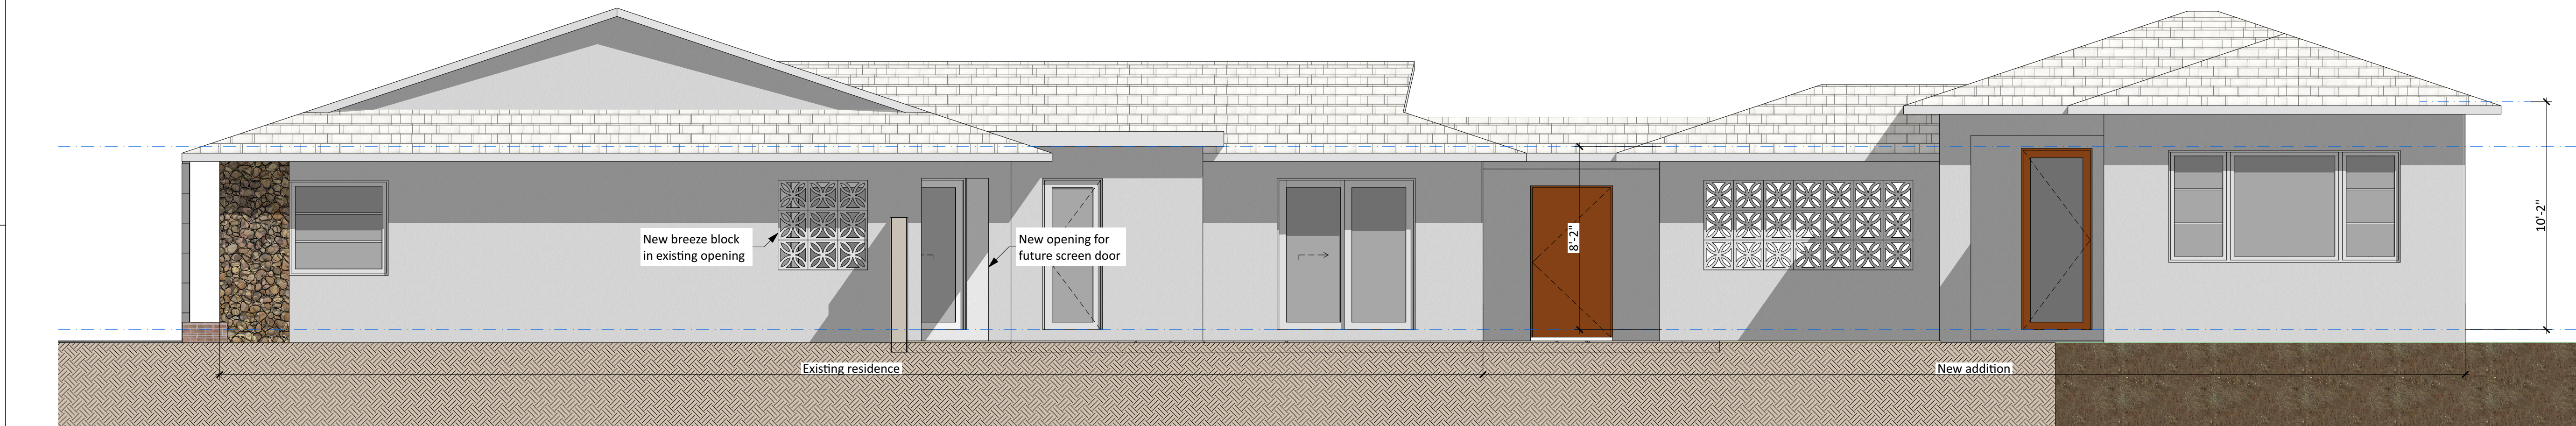 New breeze block
in existing opening
New opening for
future screen door
8'-2"
10'-2"
Existing residence
New addition